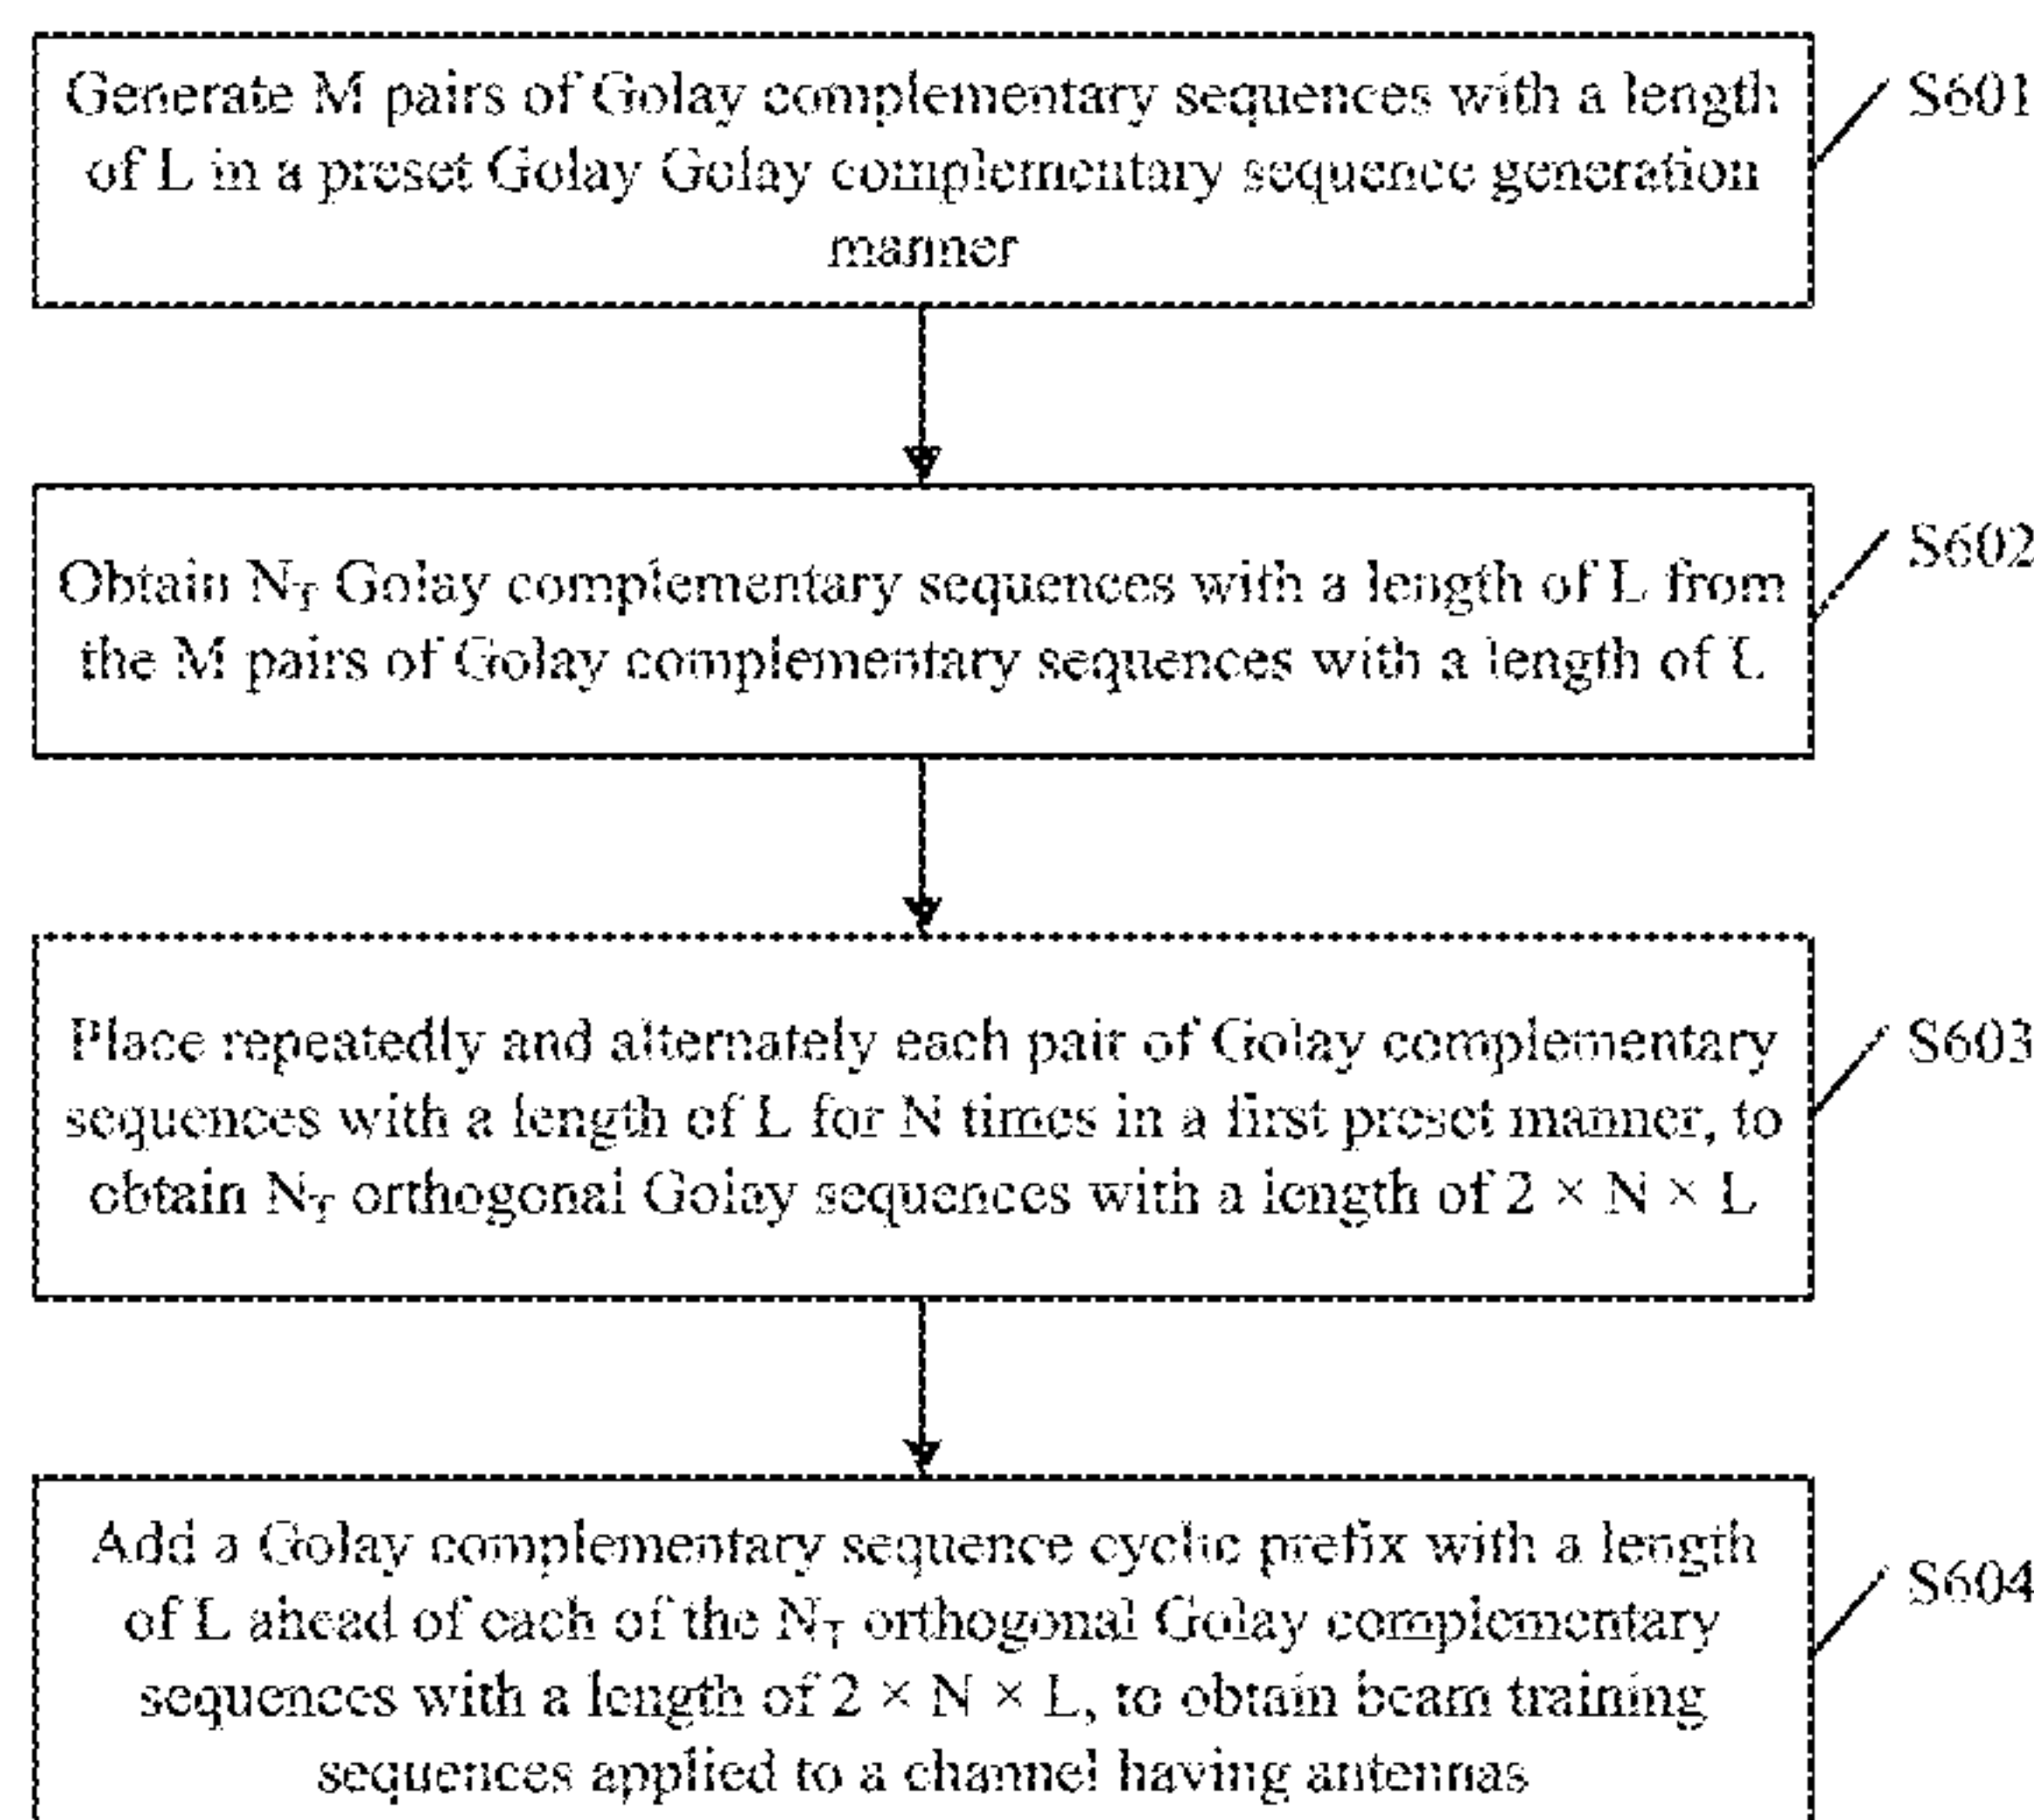 Generate M pairs of Golay complementary sequences with a length
of L in a preset Golay Golay complementary sequence generation
manner
S601
Obtain N_T Golay complementary sequences with a length of L from
the M pairs of Golay complementary sequences with a length of L
S602
Place repeatedly and alternately each pair of Golay complementary
sequences with a length of L for N times in a first preset manner, to
obtain N_T orthogonal Golay sequences with a length of 2 × N × L
S603
Add a Golay complementary sequence cyclic prefix with a length
of L ahead of each of the N_T orthogonal Golay complementary
sequences with a length of 2 × N × L, to obtain beam training
sequences applied to a channel having antennas
S604